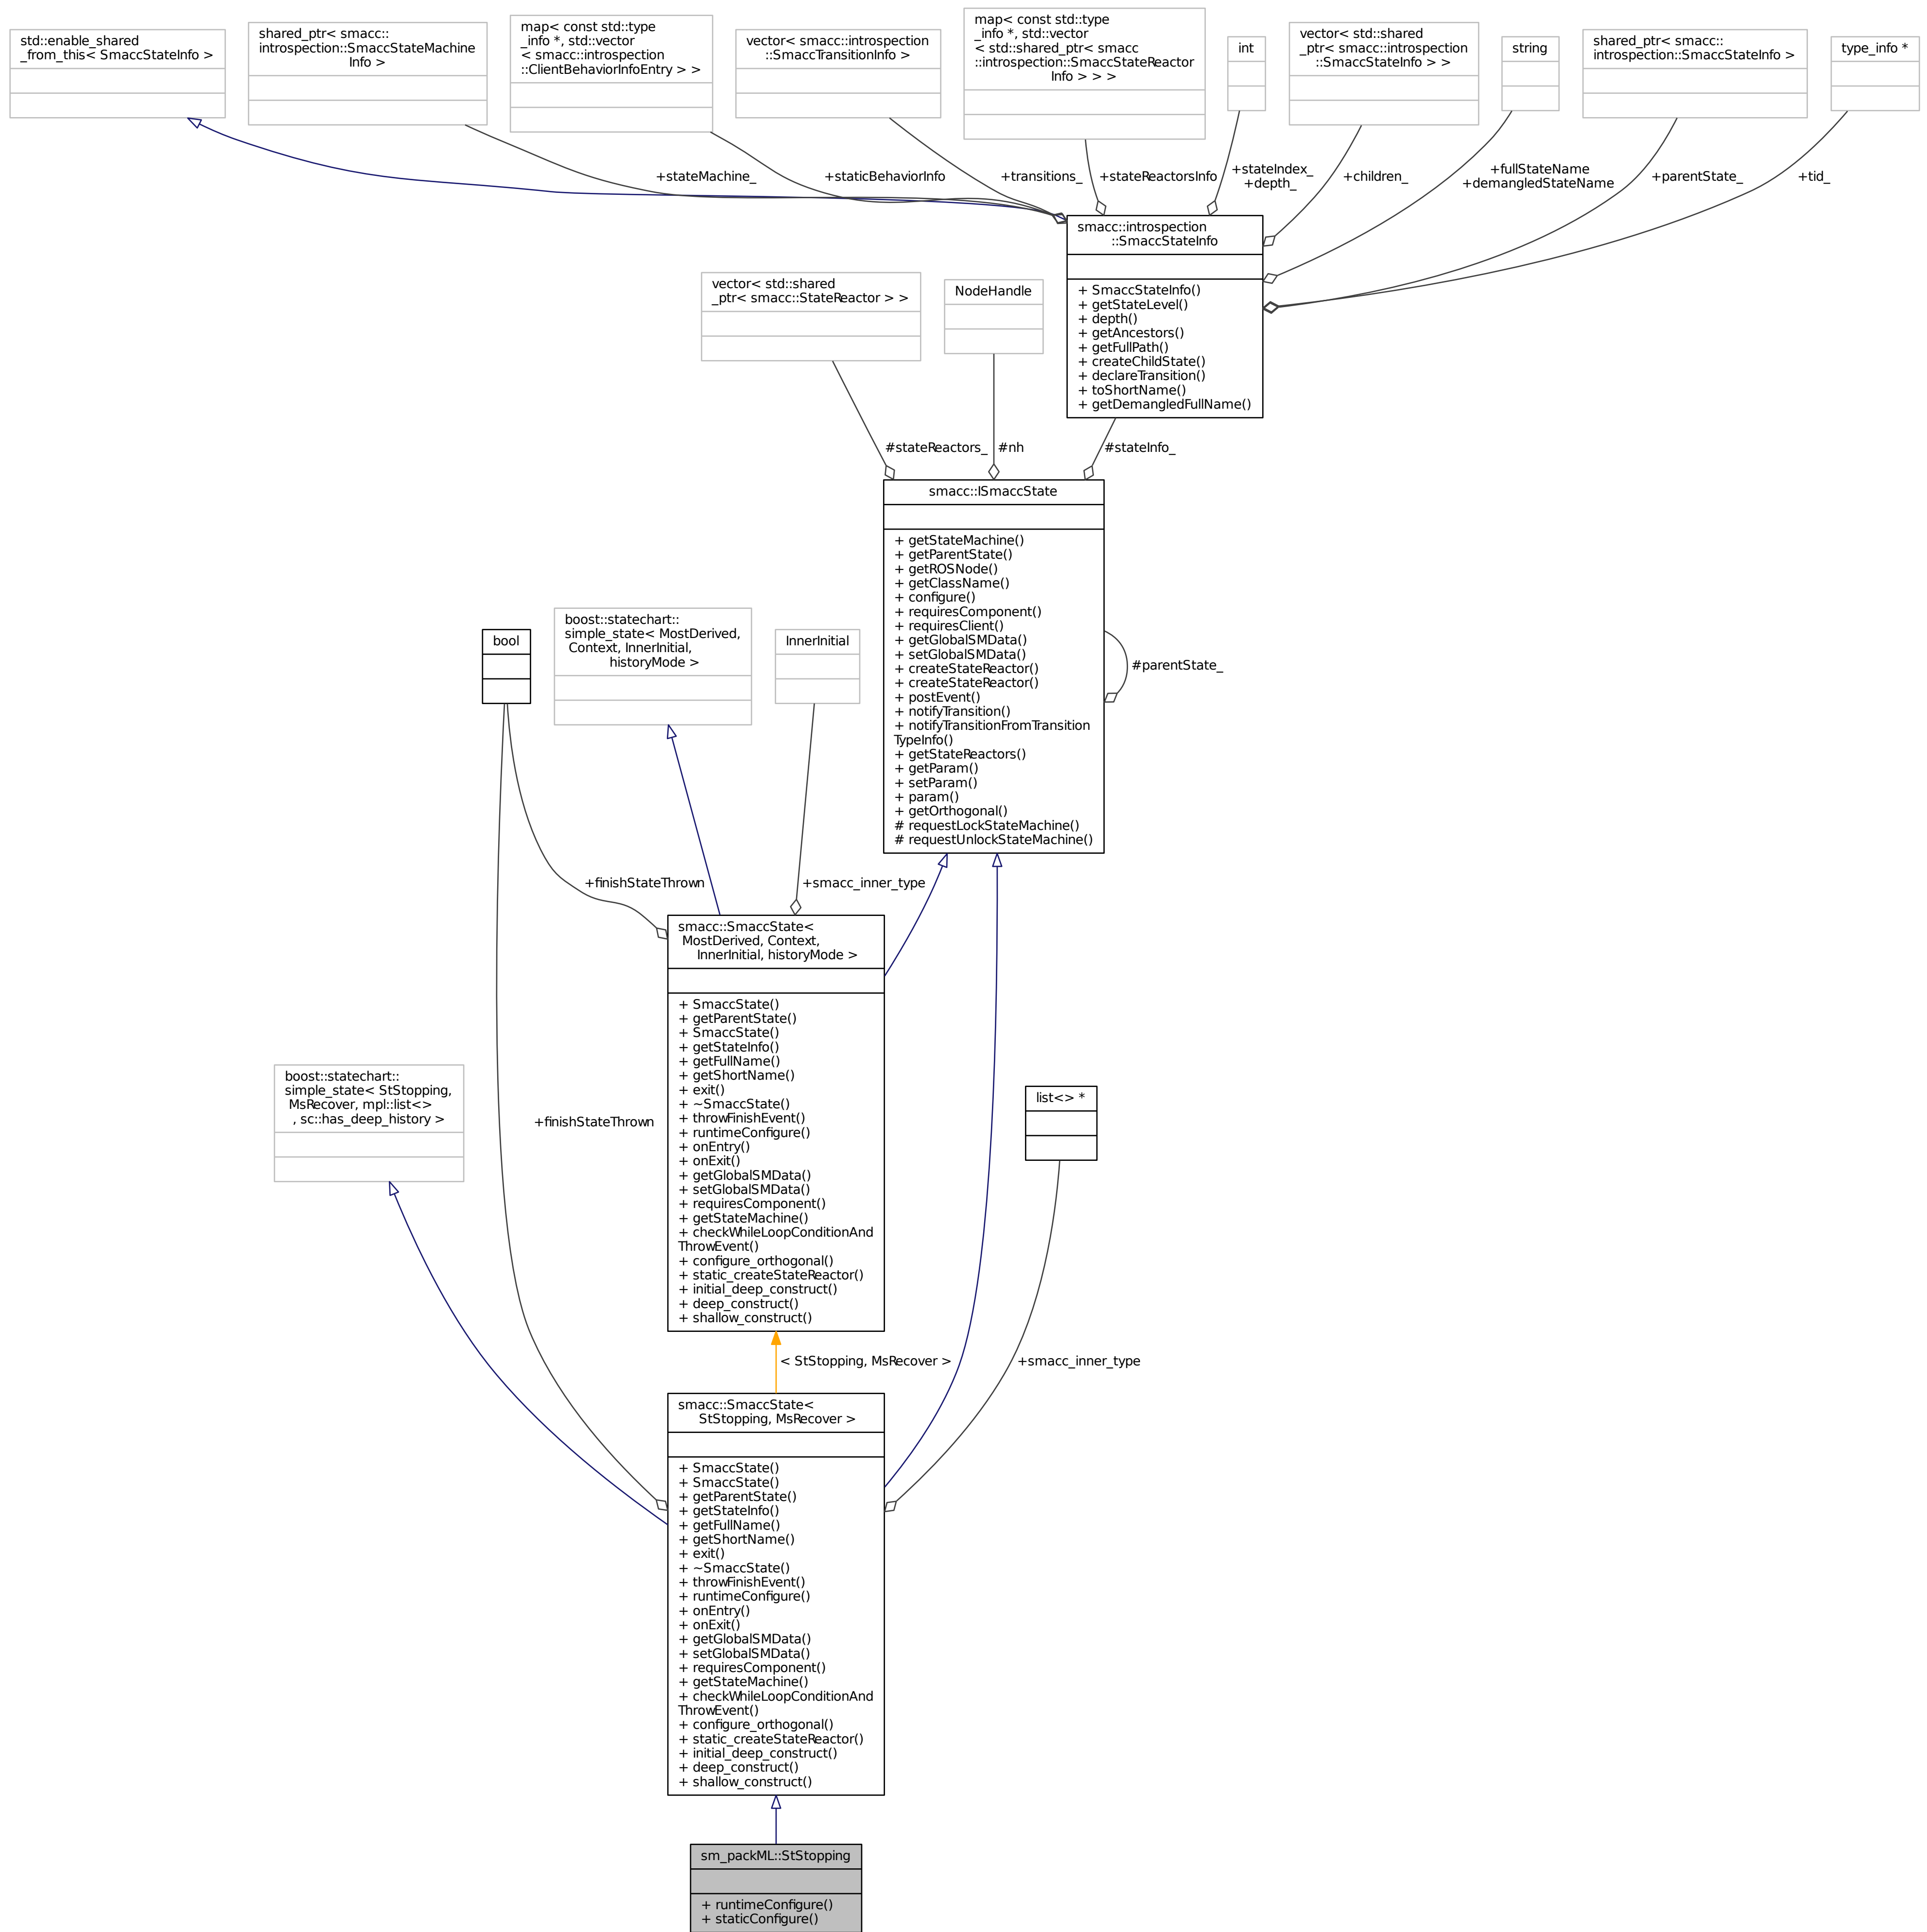 std::enable_shared
_from_this< SmaccStateInfo >
shared_ptr< smacc::
introspection::SmaccStateMachine
Info >
map< const std::type
_info *, std::vector
< smacc::introspection
::ClientBehaviorInfoEntry > >
vector< smacc::introspection
::SmaccTransitionInfo >
map< const std::type
_info *, std::vector
< std::shared_ptr< smacc
::introspection::SmaccStateReactor
Info > > >
int
vector< std::shared
_ptr< smacc::introspection
::SmaccStateInfo > >
string
shared_ptr< smacc::
introspection::SmaccStateInfo >
type_info *
+stateMachine_
+staticBehaviorInfo
+transitions_
+stateReactorsInfo
+stateIndex_
+depth_
+children_
+fullStateName
+demangledStateName
+parentState_
+tid_
smacc::introspection
::SmaccStateInfo
+ SmaccStateInfo()
+ getStateLevel()
+ depth()
+ getAncestors()
+ getFullPath()
+ createChildState()
+ declareTransition()
+ toShortName()
+ getDemangledFullName()
vector< std::shared
_ptr< smacc::StateReactor > >
NodeHandle
#stateReactors_
#nh
#stateInfo_
smacc::ISmaccState
+ getStateMachine()
+ getParentState()
+ getROSNode()
+ getClassName()
+ configure()
+ requiresComponent()
+ requiresClient()
+ getGlobalSMData()
+ setGlobalSMData()
+ createStateReactor()
+ createStateReactor()
+ postEvent()
+ notifyTransition()
+ notifyTransitionFromTransition
TypeInfo()
+ getStateReactors()
+ getParam()
+ setParam()
+ param()
+ getOrthogonal()
# requestLockStateMachine()
# requestUnlockStateMachine()
#parentState_
bool
boost::statechart::
simple_state< MostDerived,
Context, InnerInitial,
historyMode >
InnerInitial
+finishStateThrown
+smacc_inner_type
smacc::SmaccState<
MostDerived, Context,
InnerInitial, historyMode >
+ SmaccState()
+ getParentState()
+ SmaccState()
+ getStateInfo()
+ getFullName()
+ getShortName()
+ exit()
+ ~SmaccState()
+ throwFinishEvent()
+ runtimeConfigure()
+ onEntry()
+ onExit()
+ getGlobalSMData()
+ setGlobalSMData()
+ requiresComponent()
+ getStateMachine()
+ checkWhileLoopConditionAnd
ThrowEvent()
+ configure_orthogonal()
+ static_createStateReactor()
+ initial_deep_construct()
+ deep_construct()
+ shallow_construct()
boost::statechart::
simple_state< StStopping,
MsRecover, mpl::list<>
, sc::has_deep_history >
+finishStateThrown
list<> *
< StStopping, MsRecover >
+smacc_inner_type
smacc::SmaccState<
StStopping, MsRecover >
+ SmaccState()
+ SmaccState()
+ getParentState()
+ getStateInfo()
+ getFullName()
+ getShortName()
+ exit()
+ ~SmaccState()
+ throwFinishEvent()
+ runtimeConfigure()
+ onEntry()
+ onExit()
+ getGlobalSMData()
+ setGlobalSMData()
+ requiresComponent()
+ getStateMachine()
+ checkWhileLoopConditionAnd
ThrowEvent()
+ configure_orthogonal()
+ static_createStateReactor()
+ initial_deep_construct()
+ deep_construct()
+ shallow_construct()
sm_packML::StStopping
+ runtimeConfigure()
+ staticConfigure()